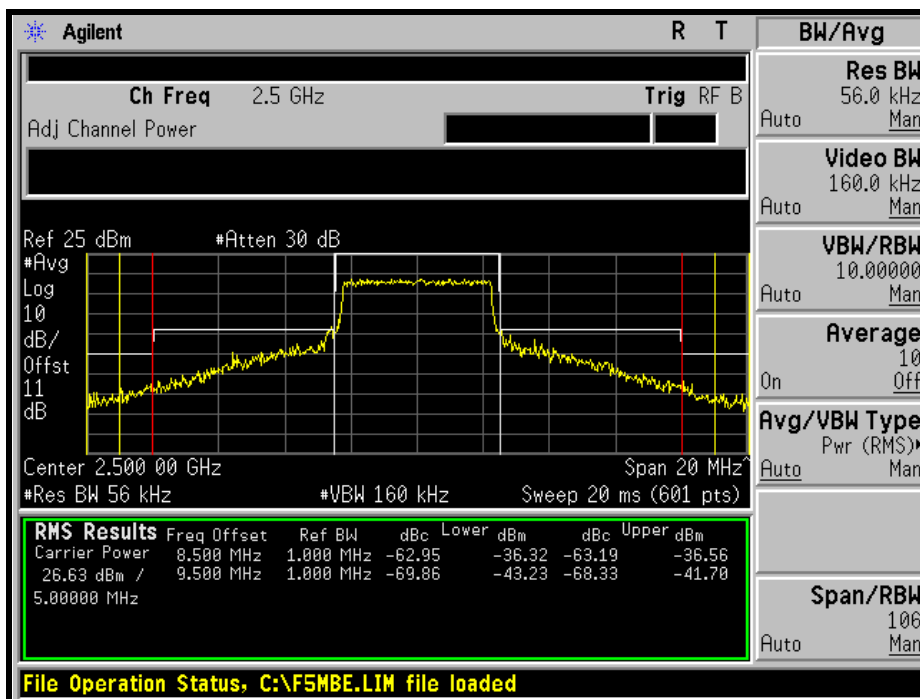 Agilent R T
BW/Avg
Ch Freq 2.5 GHz Trig RF B
Adj Channel Power
Ref 25 dBm #Atten 30 dB
#Avg
Log
10
dB/
Offst
11
dB
Center 2.500 00 GHz Span 20 MHz^
#Res BW 56 kHz #VBW 160 kHz Sweep 20 ms (601 pts)
RMS Results Freq Offset Ref BW dBc Lower dBm dBc Upper dBm
Carrier Power 8.500 MHz 1.000 MHz -62.95 -36.32 -63.19 -36.56
26.63 dBm / 9.500 MHz 1.000 MHz -69.86 -43.23 -68.33 -41.70
5.00000 MHz
Res BW
56.0 kHz
Auto Man
Video BW
160.0 kHz
Auto Man
VBW/RBW
10.00000
Auto Man
Average
10
On Off
Avg/VBW Type
Pwr (RMS)▸
Auto Man
Span/RBW
106
Auto Man
File Operation Status, C:\F5MBE.LIM file loaded